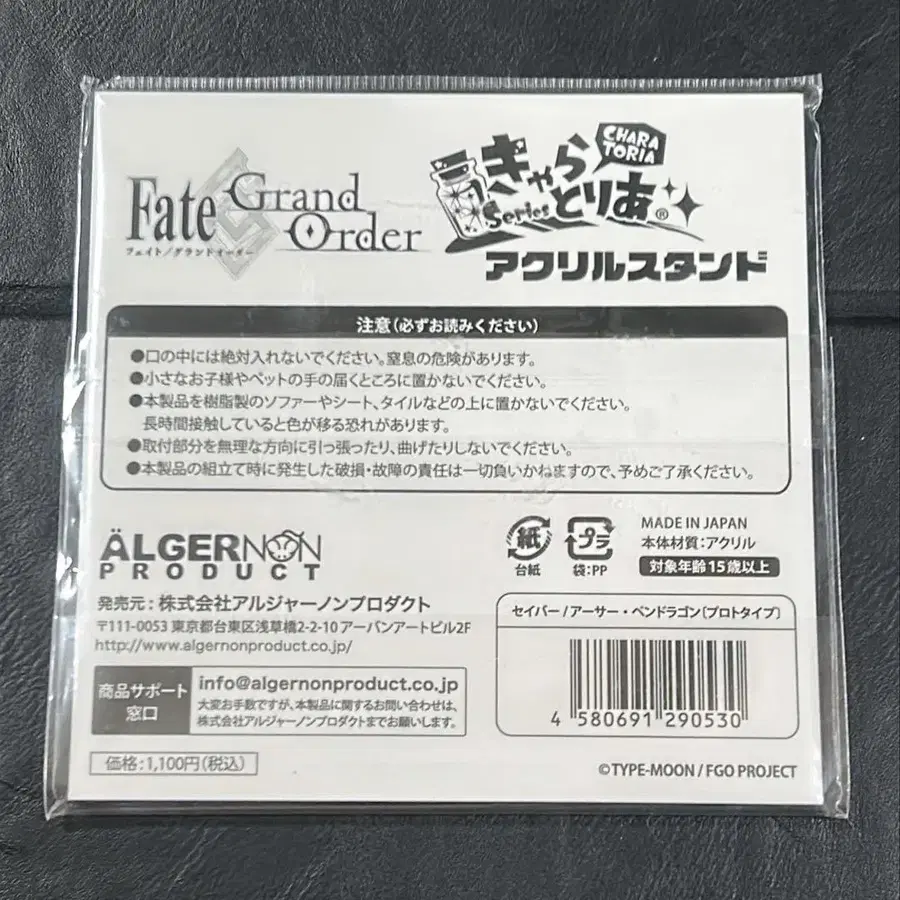 Fate/Grand Order
フェイト/グランドオーダー
CHARA TORIA
きゃらとりあ®
Series
アクリルスタンド
注意(必ずお読みください)
●口の中には絶対入れないでください。窒息の危険があります。
●小さなお子様やペットの手の届くところに置かないでください。
●本製品を樹脂製のソファーやシート、タイルなどの上に置かないでください。
長時間接触していると色が移る恐れがあります。
●取付部分を無理な方向に引っ張ったり、曲げたりしないでください。
●本製品の組立て時に発生した破損・故障の責任は一切負いかねますので、予めご了承ください。
ÄLGERNON
PRODUCT
発売元:株式会社アルジャーノンプロダクト
〒111-0053 東京都台東区浅草橋2-2-10 アーバンアートビル2F
http://www.algernonproduct.co.jp/
商品サポート窓口
info@algernonproduct.co.jp
大変お手数ですが、本製品に関するお問い合わせは、
株式会社アルジャーノンプロダクトまでお願いします。
価格:1,100円(税込)
紙
台紙
プラ
袋:PP
MADE IN JAPAN
本体材質:アクリル
対象年齢15歳以上
セイバー/アーサー・ペンドラゴン〔プロトタイプ〕
4 580691 290530
©TYPE-MOON / FGO PROJECT